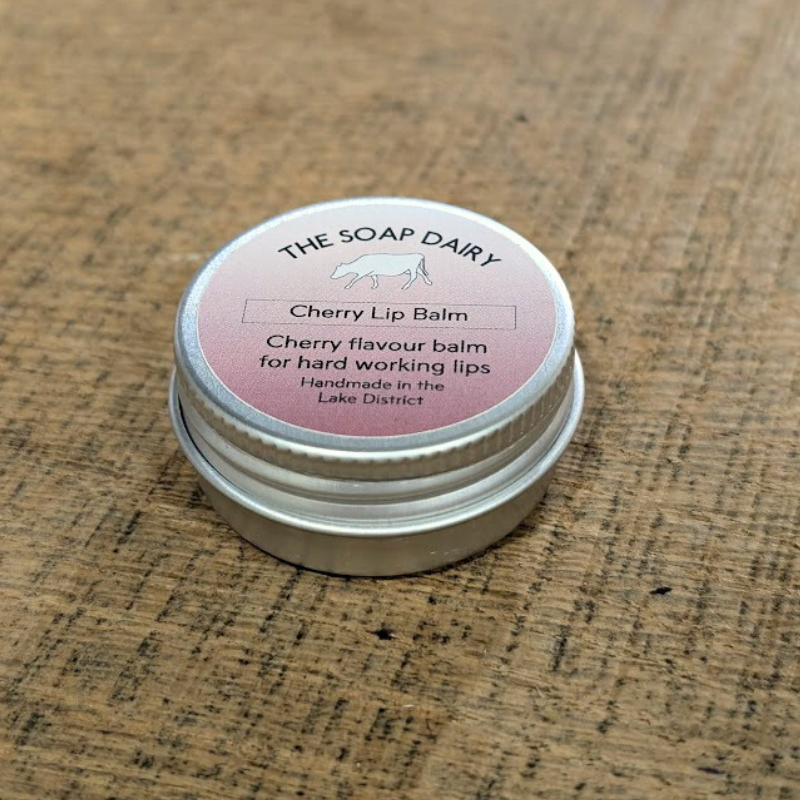 THE SOAP DAIRY
Cherry Lip Balm
Cherry flavour balm
for hard working lips
Handmade in the
Lake District